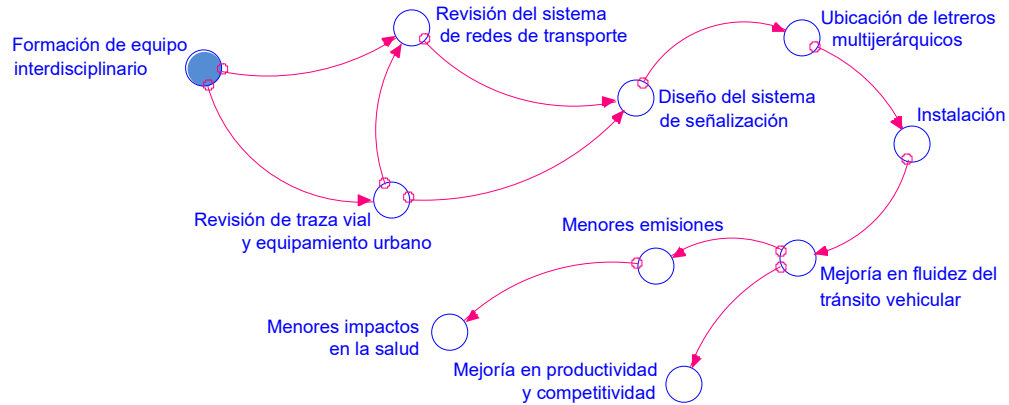 Formación de equipo
interdisciplinario
Revisión del sistema
de redes de transporte
Ubicación de letreros
multijerárquicos
Diseño del sistema
de señalización
Instalación
Revisión de traza vial
y equipamiento urbano
Menores emisiones
Mejoría en fluidez del
tránsito vehicular
Menores impactos
en la salud
Mejoría en productividad
y competitividad